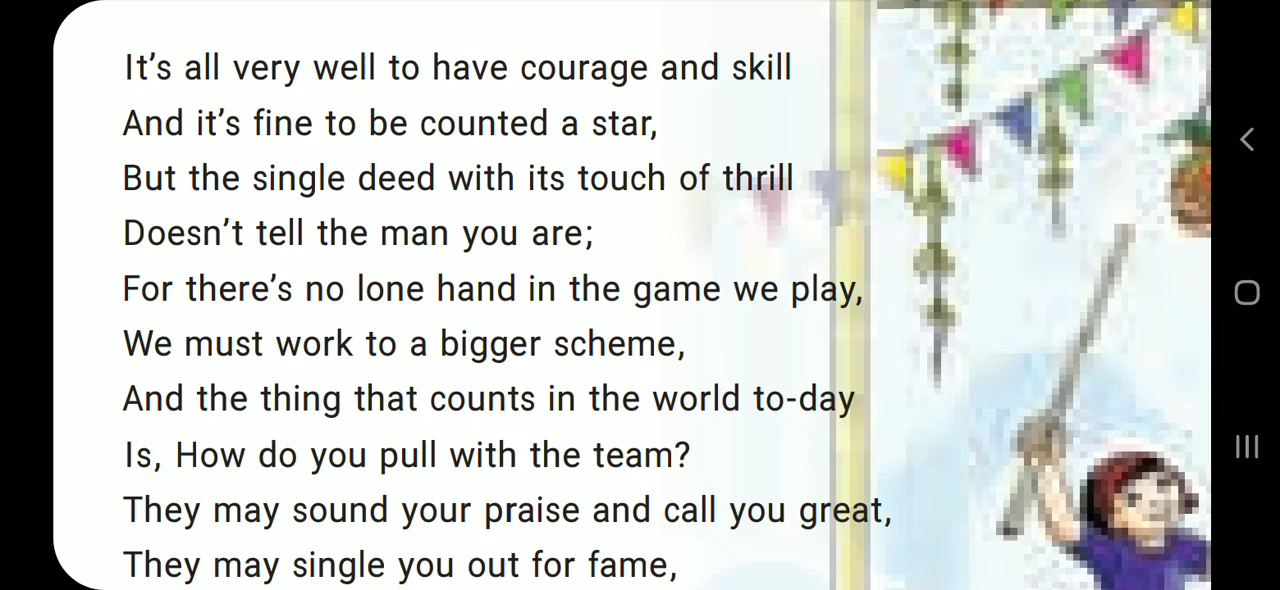 It's all very well to have courage and skill
And it's fine to be counted a star,
But the single deed with its touch of thrill
Doesn't tell the man you are;
For there's no lone hand in the game we play,
We must work to a bigger scheme,
And the thing that counts in the world to-day
Is, How do you pull with the team?
They may sound your praise and call you great,
They may single you out for fame,